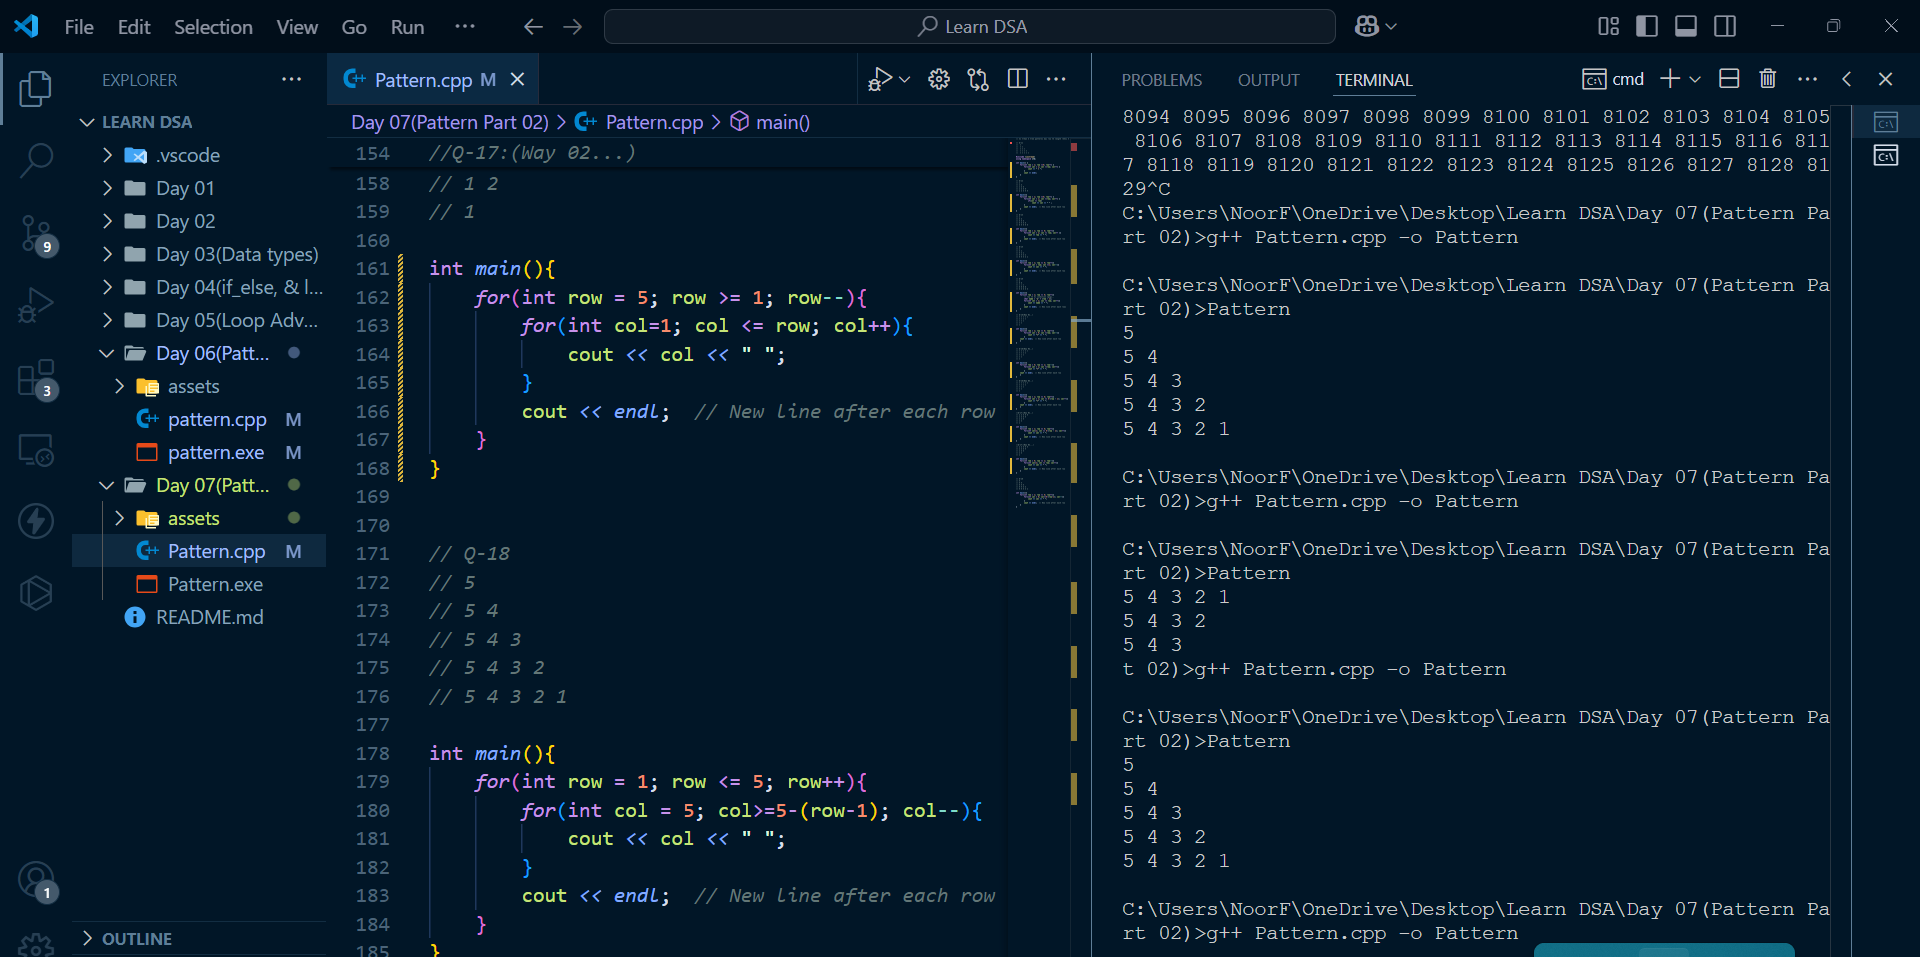 File Edit Selection View Go Run ··· Learn DSA
EXPLORER ···
LEARN DSA
.vscode
Day 01
Day 02
Day 03(Data types)
Day 04(if_else, & l...
Day 05(Loop Adv...
Day 06(Patt...
assets
pattern.cpp M
pattern.exe M
Day 07(Patt...
assets
Pattern.cpp M
Pattern.exe
README.md
OUTLINE
9
3
1
Pattern.cpp M
Day 07(Pattern Part 02) > Pattern.cpp > main()
154 //Q-17:(Way 02...)
158 // 1 2
159 // 1
160
161 int main(){
162 for(int row = 5; row >= 1; row--){
163 for(int col=1; col <= row; col++){
164 cout << col << " ";
165 }
166 cout << endl; // New line after each row
167 }
168 }
169
170
171 // Q-18
172 // 5
173 // 5 4
174 // 5 4 3
175 // 5 4 3 2
176 // 5 4 3 2 1
177
178 int main(){
179 for(int row = 1; row <= 5; row++){
180 for(int col = 5; col>=5-(row-1); col--){
181 cout << col << " ";
182 }
183 cout << endl; // New line after each row
184 }
185 }
PROBLEMS OUTPUT TERMINAL cmd
8094 8095 8096 8097 8098 8099 8100 8101 8102 8103 8104 8105
8106 8107 8108 8109 8110 8111 8112 8113 8114 8115 8116 811
7 8118 8119 8120 8121 8122 8123 8124 8125 8126 8127 8128 81
29^C
C:\Users\NoorF\OneDrive\Desktop\Learn DSA\Day 07(Pattern Pa
rt 02)>g++ Pattern.cpp -o Pattern
C:\Users\NoorF\OneDrive\Desktop\Learn DSA\Day 07(Pattern Pa
rt 02)>Pattern
5
5 4
5 4 3
5 4 3 2
5 4 3 2 1
C:\Users\NoorF\OneDrive\Desktop\Learn DSA\Day 07(Pattern Pa
rt 02)>g++ Pattern.cpp -o Pattern
C:\Users\NoorF\OneDrive\Desktop\Learn DSA\Day 07(Pattern Pa
rt 02)>Pattern
5 4 3 2 1
5 4 3 2
5 4 3
t 02)>g++ Pattern.cpp -o Pattern
C:\Users\NoorF\OneDrive\Desktop\Learn DSA\Day 07(Pattern Pa
rt 02)>Pattern
5
5 4
5 4 3
5 4 3 2
5 4 3 2 1
C:\Users\NoorF\OneDrive\Desktop\Learn DSA\Day 07(Pattern Pa
rt 02)>g++ Pattern.cpp -o Pattern